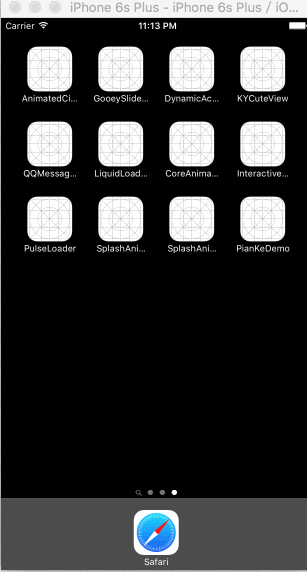 iPhone 6s Plus - iPhone 6s Plus / iO...
Carrier 11:13 PM
AnimatedCi... GooeySlide... DynamicAc... KYCuteView
QQMessag... LiquidLoad... CoreAnima... Interactive...
PulseLoader SplashAni... SplashAni... PianKeDemo
Safari